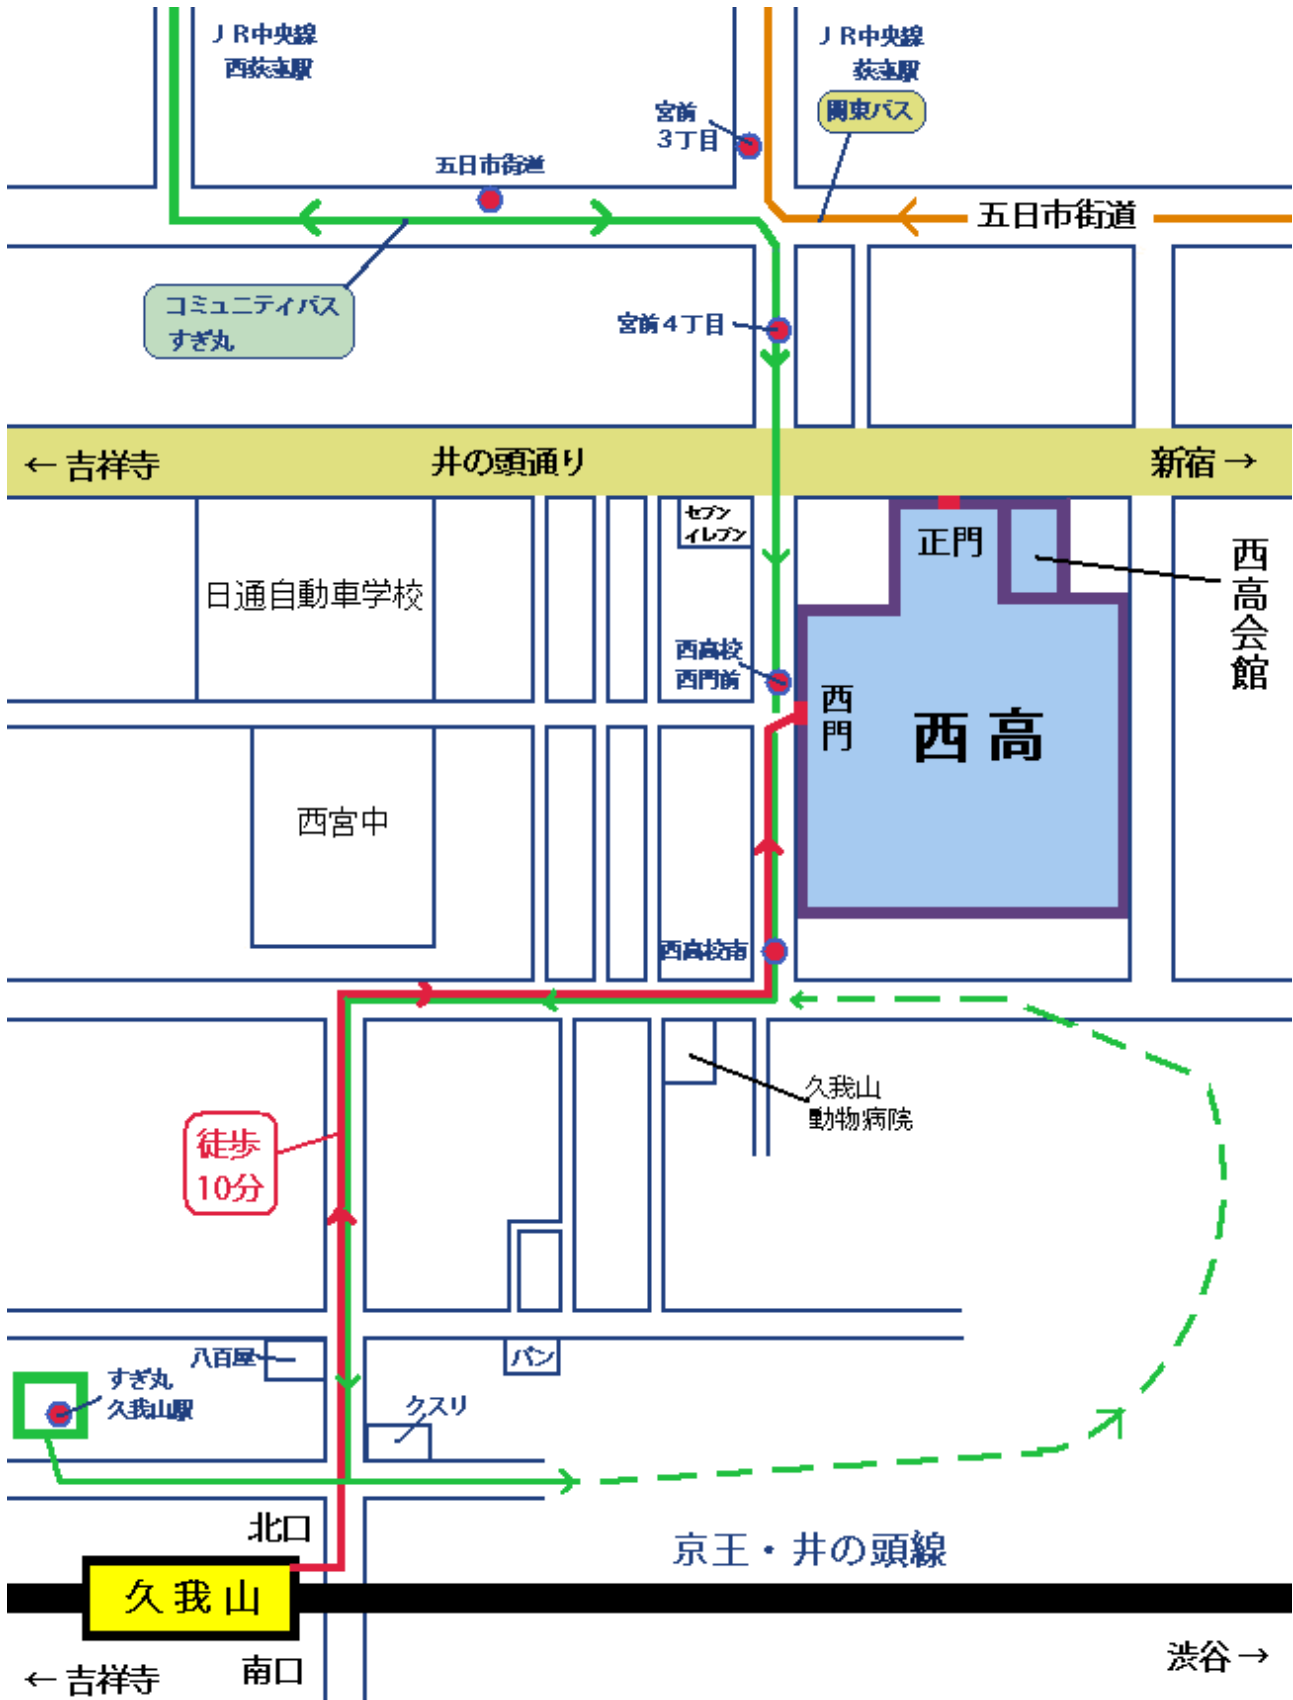 ＪＲ中央線
西荻窪駅
ＪＲ中央線
荻窪駅
宮前
３丁目
関東バス
五日市街道
五日市街道
コミュニティバス
すぎ丸
宮前４丁目
←吉祥寺
井の頭通り
新宿→
セブン
イレブン
正門
西高会館
日通自動車学校
西高校
西門前
西門
西高
西宮中
西高校南
久我山
動物病院
徒歩
10分
八百屋
パン
すぎ丸
久我山駅
クスリ
北口
京王・井の頭線
久我山
南口
←吉祥寺
渋谷→